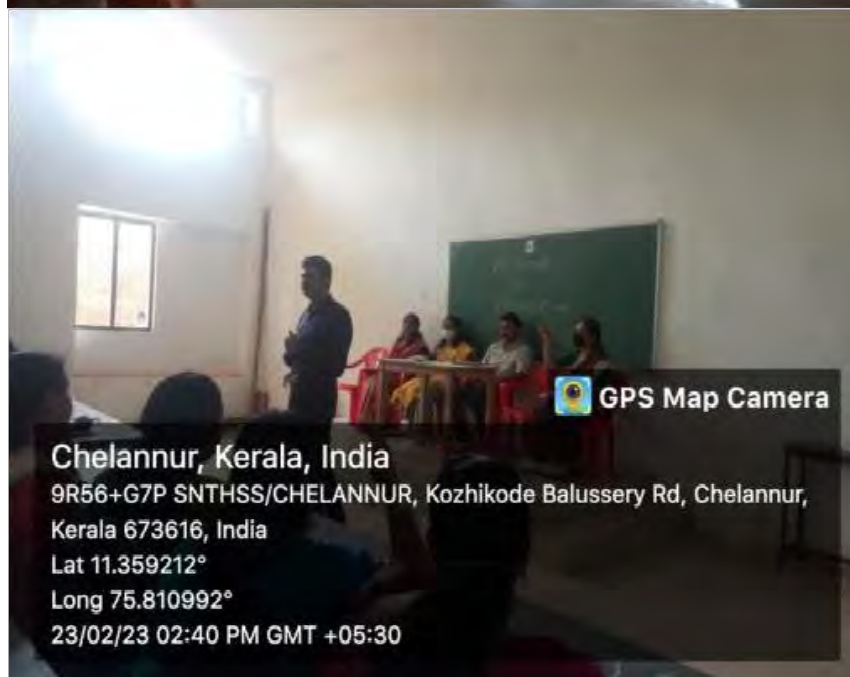 GPS Map Camera
Chelannur, Kerala, India
9R56+G7P SNTHSS/CHELANNUR, Kozhikode Balussery Rd, Chelannur,
Kerala 673616, India
Lat 11.359212°
Long 75.810992°
23/02/23 02:40 PM GMT +05:30